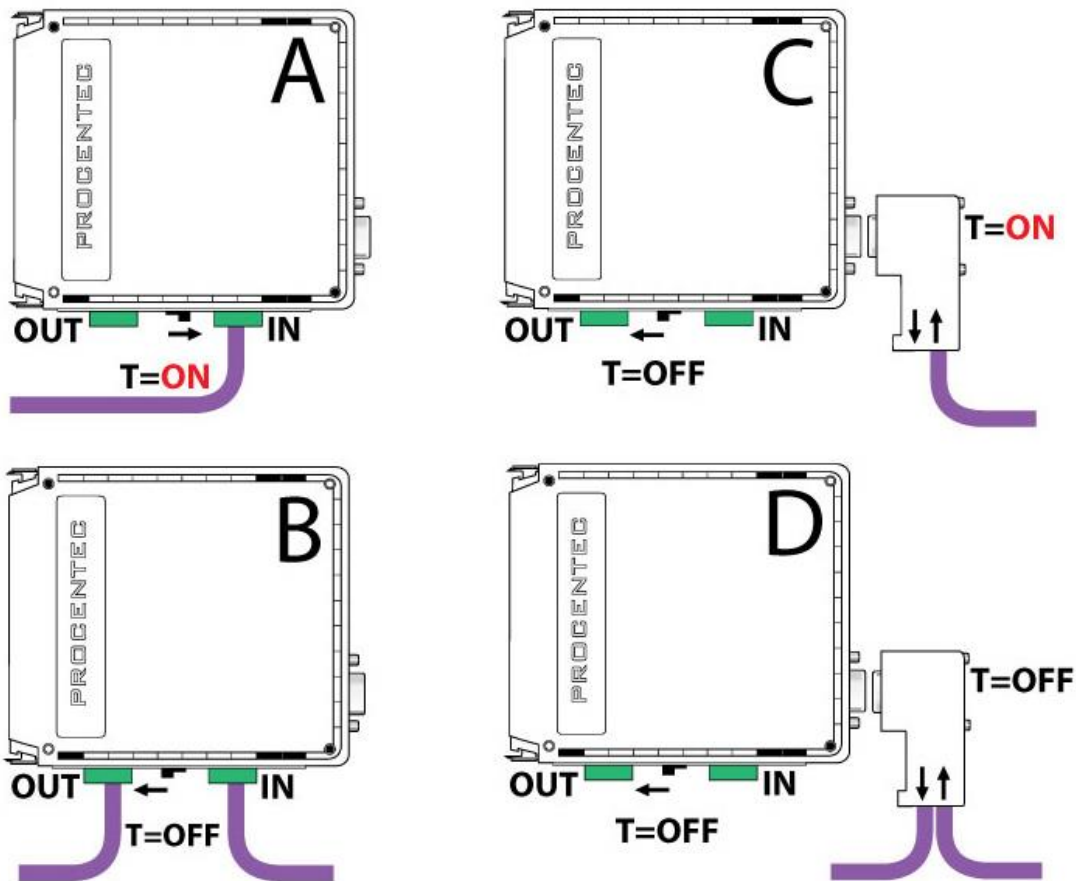 A
PROCENTEC
OUT
IN
T=ON
C
PROCENTEC
OUT
IN
T=OFF
T=ON
B
PROCENTEC
OUT
IN
T=OFF
D
PROCENTEC
OUT
IN
T=OFF
T=OFF